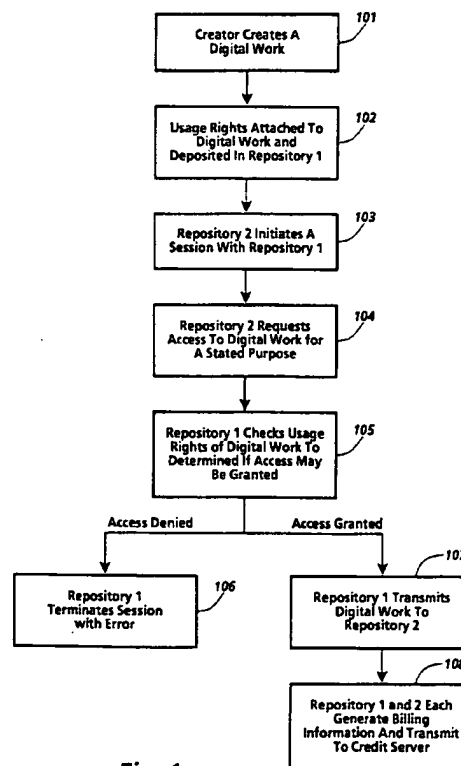 101
Creator Creates A
Digital Work
102
Usage Rights Attached To
Digital Work and
Deposited In Repository 1
103
Repository 2 Initiates A
Session With Repository 1
104
Repository 2 Requests
Access To Digital Work for
A Stated Purpose
105
Repository 1 Checks Usage
Rights of Digital Work To
Determined If Access May
Be Granted
Access Denied
Access Granted
106
Repository 1
Terminates Session
with Error
107
Repository 1 Transmits
Digital Work To
Repository 2
108
Repository 1 and 2 Each
Generate Billing
Information And Transmit
To Credit Server